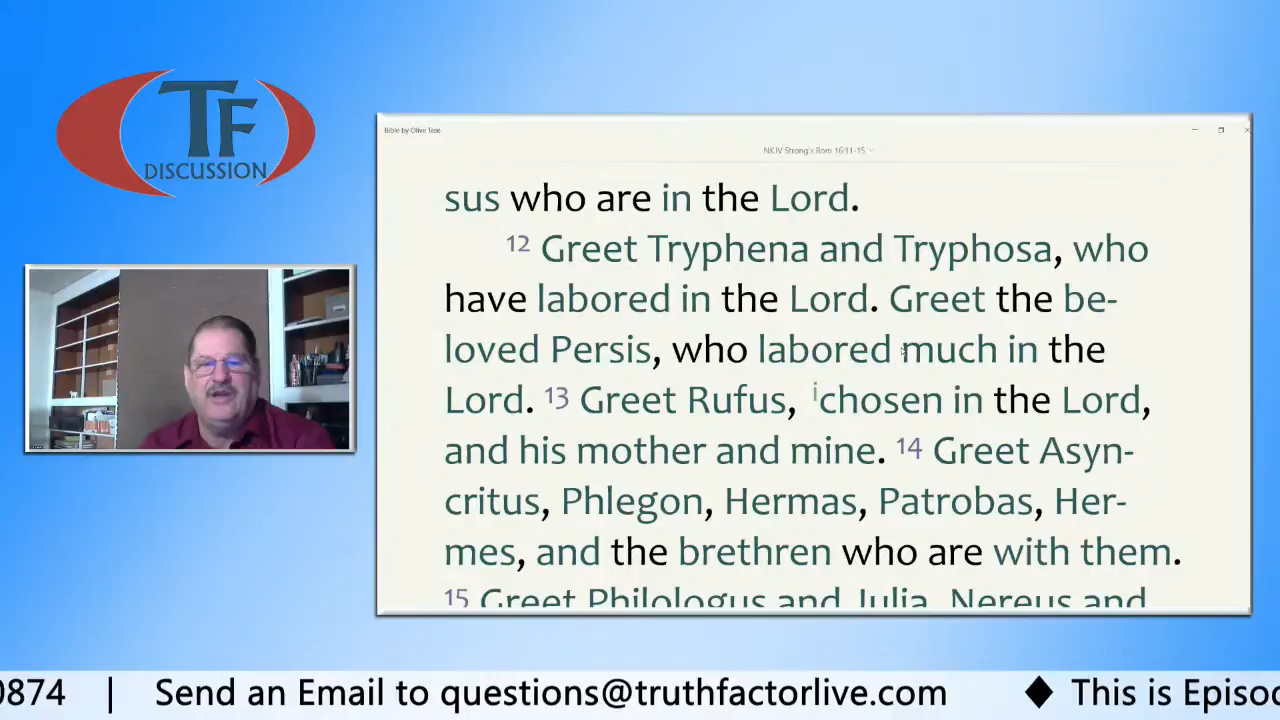 TF
DISCUSSION
Bible by Olive Tree
NKJV Strong's Rom 16:11-15
sus who are in the Lord.
12 Greet Tryphena and Tryphosa, who
have labored in the Lord. Greet the be-
loved Persis, who labored much in the
Lord. 13 Greet Rufus, i chosen in the Lord,
and his mother and mine. 14 Greet Asyn-
critus, Phlegon, Hermas, Patrobas, Her-
mes, and the brethren who are with them.
15 Greet Philologus and Julia, Nereus and
0874 | Send an Email to questions@truthfactorlive.com ◆ This is Episo